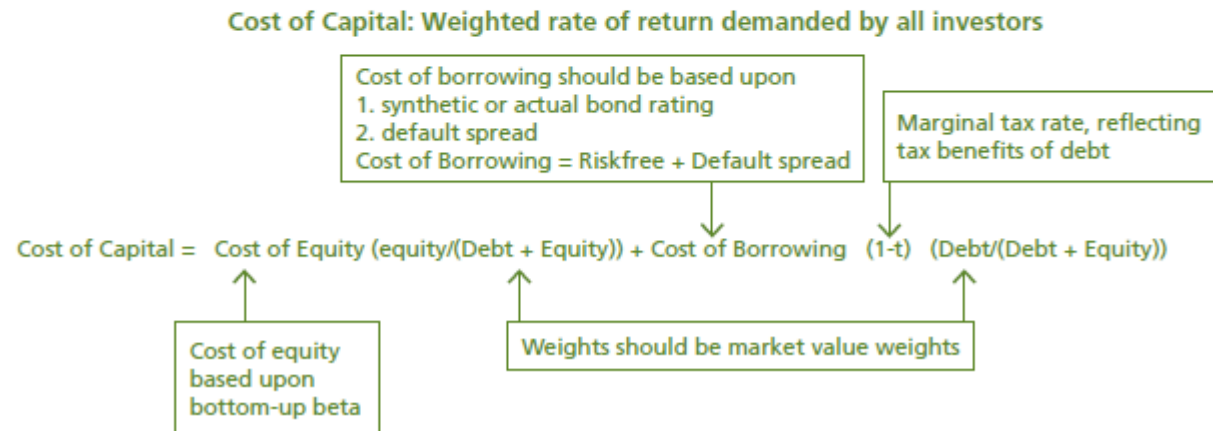 Cost of Capital: Weighted rate of return demanded by all investors
Cost of borrowing should be based upon
1. synthetic or actual bond rating
2. default spread
Cost of Borrowing = Riskfree + Default spread
Marginal tax rate, reflecting
tax benefits of debt
Cost of Capital = Cost of Equity (equity/(Debt + Equity)) + Cost of Borrowing (1-t) (Debt/(Debt + Equity))
Cost of equity
based upon
bottom-up beta
Weights should be market value weights